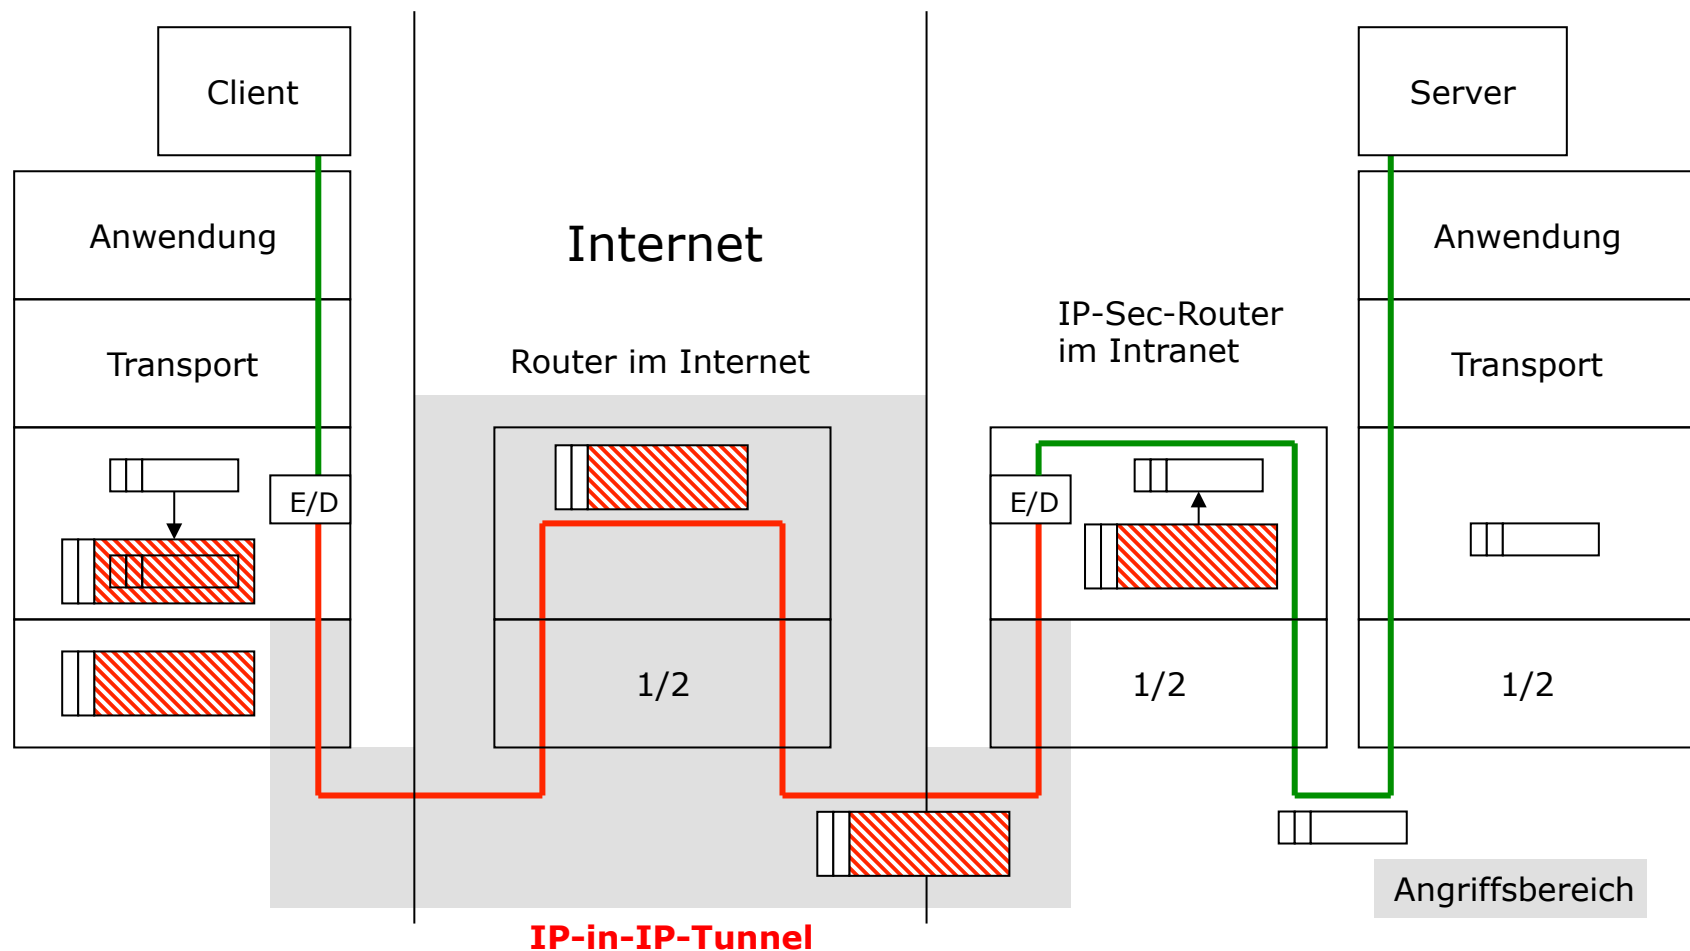 Client
Server
Anwendung
Internet
Anwendung
IP-Sec-Router
im Intranet
Transport
Router im Internet
Transport
E/D
E/D
1/2
1/2
1/2
Angriffsbereich
IP-in-IP-Tunnel